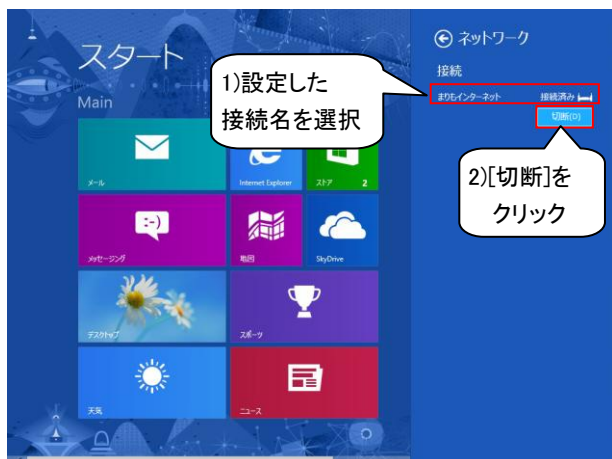 スタート
Main
メール
Internet Explorer
ストア
2
メッセージング
地図
SkyDrive
デスクトップ
スポーツ
天気
ニュース
ネットワーク
接続
まりもインターネット
接続済み
切断(D)
1)設定した
接続名を選択
2)[切断]を
クリック